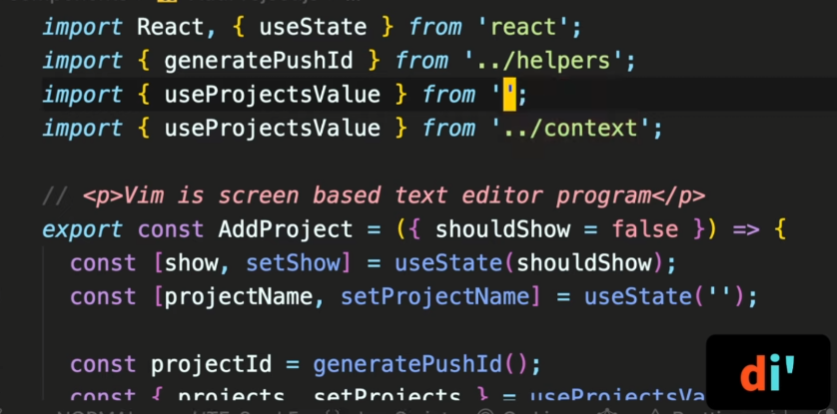 import React, { useState } from 'react';
import { generatePushId } from '../helpers';
import { useProjectsValue } from '';
import { useProjectsValue } from '../context';
// <p>Vim is screen based text editor program</p>
export const AddProject = ({ shouldShow = false }) => {
const [show, setShow] = useState(shouldShow);
const [projectName, setProjectName] = useState('');
const projectId = generatePushId();
const { projects, setProjects } = useProjectsVa
di'
NORMAL